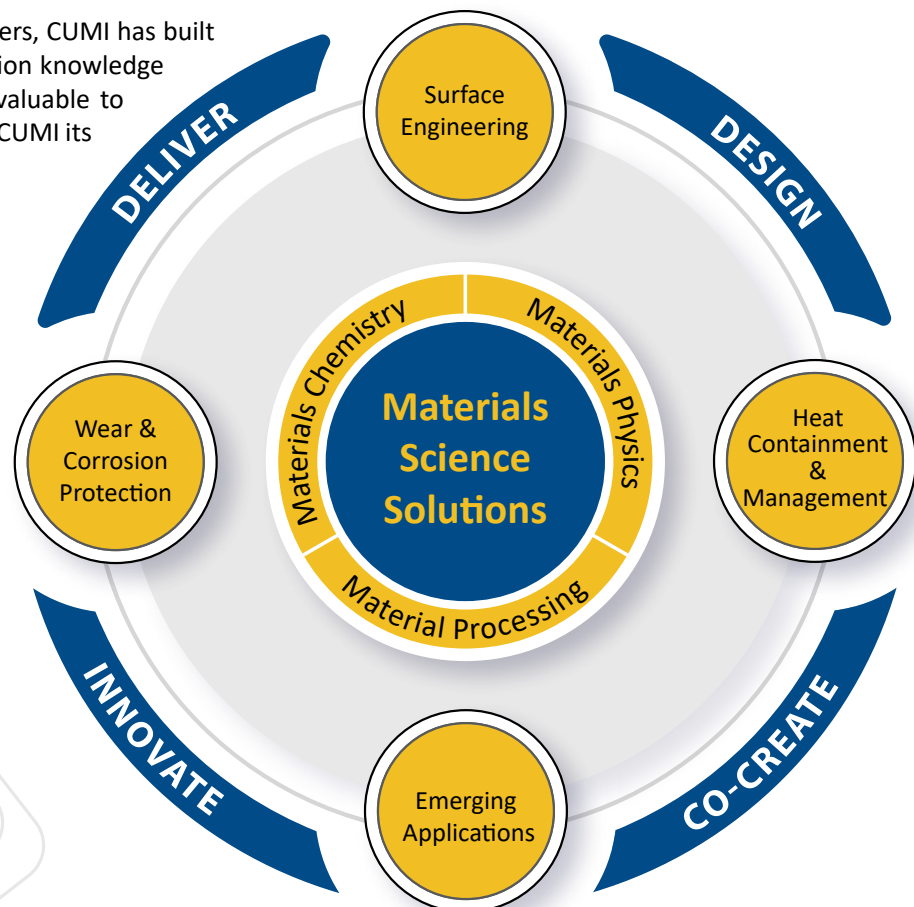 ers, CUMI has built
ion knowledge
valuable to
CUMI its
DELIVER
DESIGN
Surface
Engineering
Materials Chemistry
Materials Physics
Materials
Science
Solutions
Material Processing
Wear &
Corrosion
Protection
Heat
Containment
&
Management
INNOVATE
CO-CREATE
Emerging
Applications